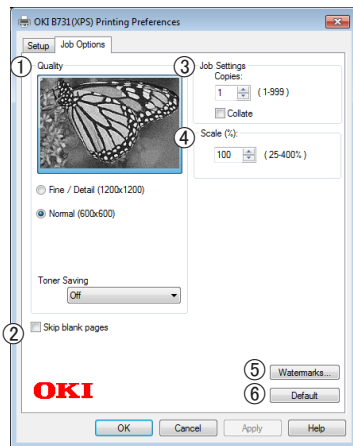 OKI B731(XPS) Printing Preferences
Setup
Job Options
① Quality
Fine / Detail (1200x1200)
Normal (600x600)
Toner Saving
Off
② Skip blank pages
③ Job Settings
Copies:
1 (1-999 )
Collate
④ Scale (%):
100 ( 25-400% )
⑤ Watermarks...
⑥ Default
OKI
OK Cancel Apply Help